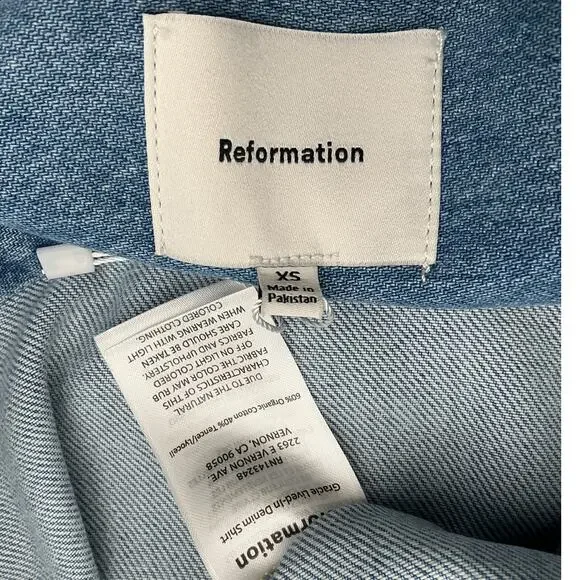 Reformation
XS
Made in
Pakistan
formation
Gracie Lived-In Denim Shirt
RN143248
2263 E VERNON AVE.
VERNON, CA 90058
60% Organic Cotton 40% Tencel/Lyocell
DUE TO THE NATURAL
CHARACTERISTICS OF THIS
FABRIC THE COLOR MAY RUB
OFF ON LIGHT COLORED
FABRICS AND UPHOLSTERY
CARE SHOULD BE TAKEN
WHEN WEARING WITH LIGHT
COLORED CLOTHING.